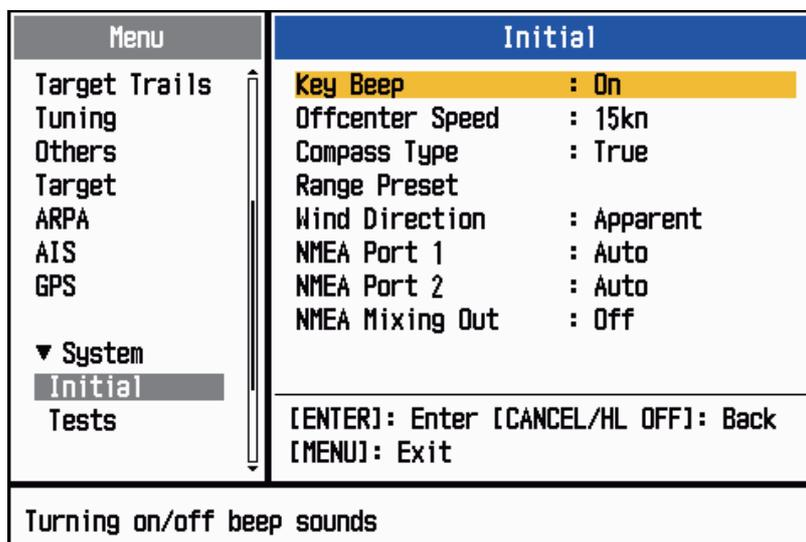 Menu
Target Trails
Tuning
Others
Target
ARPA
AIS
GPS
▼ System
Initial
Tests
Initial
Key Beep : On
Offcenter Speed : 15kn
Compass Type : True
Range Preset
Wind Direction : Apparent
NMEA Port 1 : Auto
NMEA Port 2 : Auto
NMEA Mixing Out : Off
[ENTER]: Enter [CANCEL/HL OFF]: Back
[MENU]: Exit
Turning on/off beep sounds